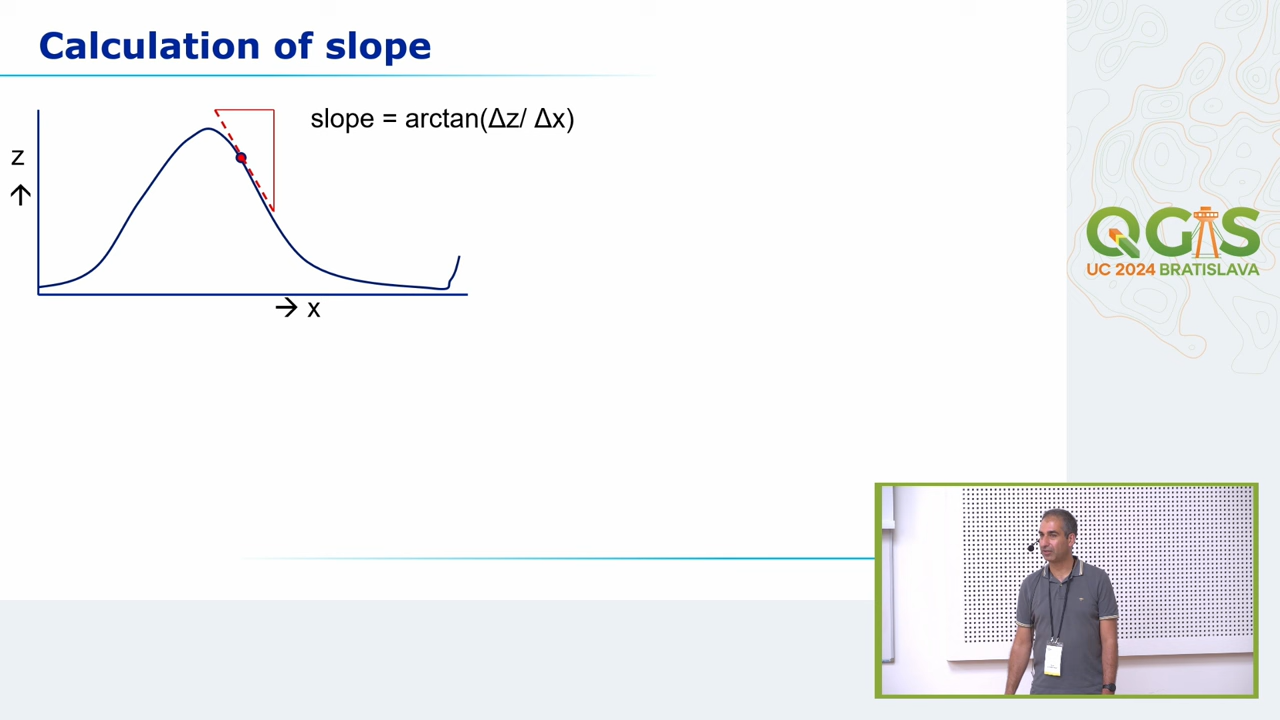 Calculation of slope
slope = arctan(Δz/ Δx)
z
↑
→ x
QGIS
UC 2024 BRATISLAVA